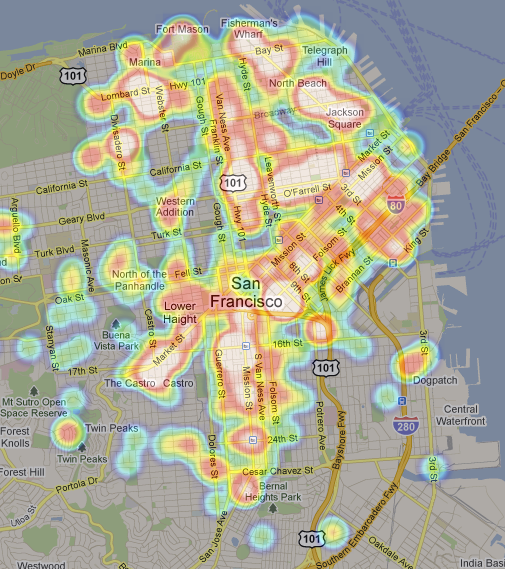 Fort Mason
Fisherman's
Wharf
Marina Blvd
Bay St
Telegraph
Hill
Doyle Dr
101
Marina
Hyde St
Hwy 101
North Beach
Lombard St
Webster St
Gough St
Van Ness Ave
Franklin St
Broadway
Jackson
Square
Divisadero St
Market St
Mission St
San Francisco – O
Bay Bridge
California St
Leavenworth St
101
California St
O'Farrell St
3rd St
Western
Addition
Hyde St
80
Arguello Blvd
Geary Blvd
Gough St
Hwy 101
4th St
Turk St
Mission St
Folsom St
King St
Turk Blvd
Masonic Ave
North of the
Panhandle
Fell St
8th St
9th St
Lick Fwy
Brannan St
San
Francisco
Oak St
Lower
Haight
Stanyan St
Buena
Vista Park
Castro St
Market St
16th St
3rd St
17th St
Guerrero St
Mission St
S Van Ness Ave
Folsom St
101
The Castro
Castro
Dogpatch
Mt Sutro Open
Space Reserve
Potrero Ave
Bayshore Fwy
Central
Waterfront
Forest
Knolls
Twin Peaks
280
Twin Peaks
Dolores St
24th St
Forest Hill
Cesar Chavez St
3rd St
Portola Dr
Bernal
Heights Park
Ulloa St
San Jose Ave
101
Southern Embarcadero Fwy
Oakdale Ave
Westwood
India Basi